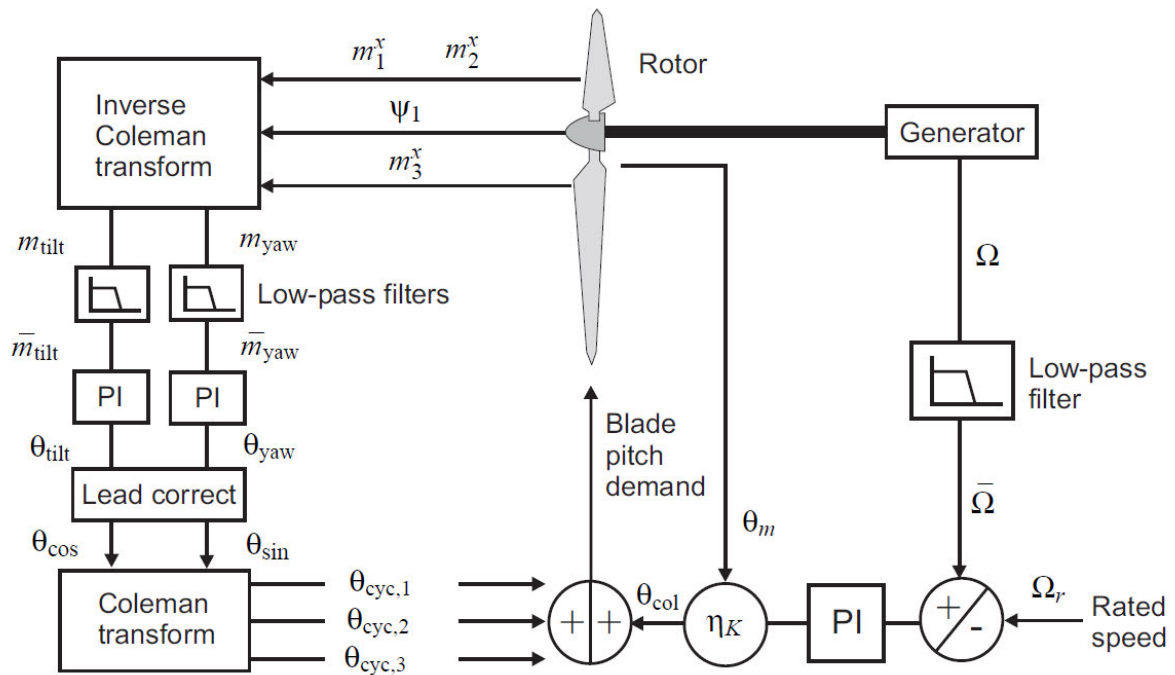 m₁ˣ m₂ˣ
Rotor
Inverse
Coleman
transform
ψ₁
Generator
m₃ˣ
m_tilt
m_yaw
Ω
Low-pass filters
m̅_tilt
m̅_yaw
Low-pass
filter
PI
PI
Blade
pitch
demand
θ_tilt
θ_yaw
Lead correct
Ω̅
θ_m
θ_cos
θ_sin
Coleman
transform
θ_cyc,1
θ_cyc,2
θ_cyc,3
+ +
θ_col
η_K
PI
+ -
Ω_r
Rated
speed